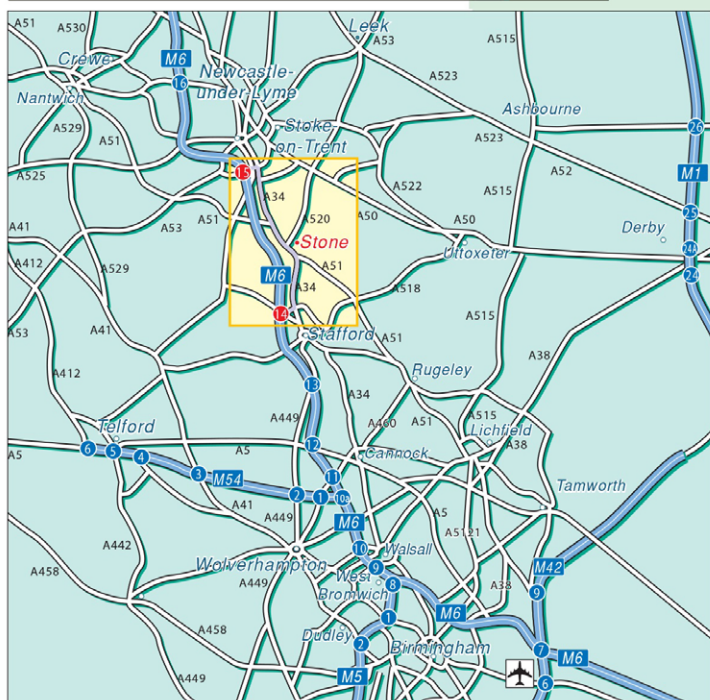 A51
A530
Leek
A53
A515
Crewe
M6
16
Newcastle-
under-Lyme
A523
Nantwich
Ashbourne
Stoke
on-Trent
26
A529
A51
A523
A525
15
A52
M1
A34
A522
A515
A53
A51
A520
A50
25
A41
A50
Derby
Stone
Uttoxeter
24A
A412
A529
M6
A51
24
A34
A518
14
A515
A53
A41
Stafford
A51
A38
A412
Rugeley
13
A34
A449
A460
A51
A515
Telford
Lichfield
12
A38
A5
6
5
4
A5
Cannock
3
M54
11
Tamworth
2
1
10a
A41
A449
M6
A5
A442
A5121
10
Walsall
Wolverhampton
9
M42
A458
West
Bromwich
8
A449
A38
9
1
M6
A458
Dudley
2
Birmingham
7
M6
A449
M5
6